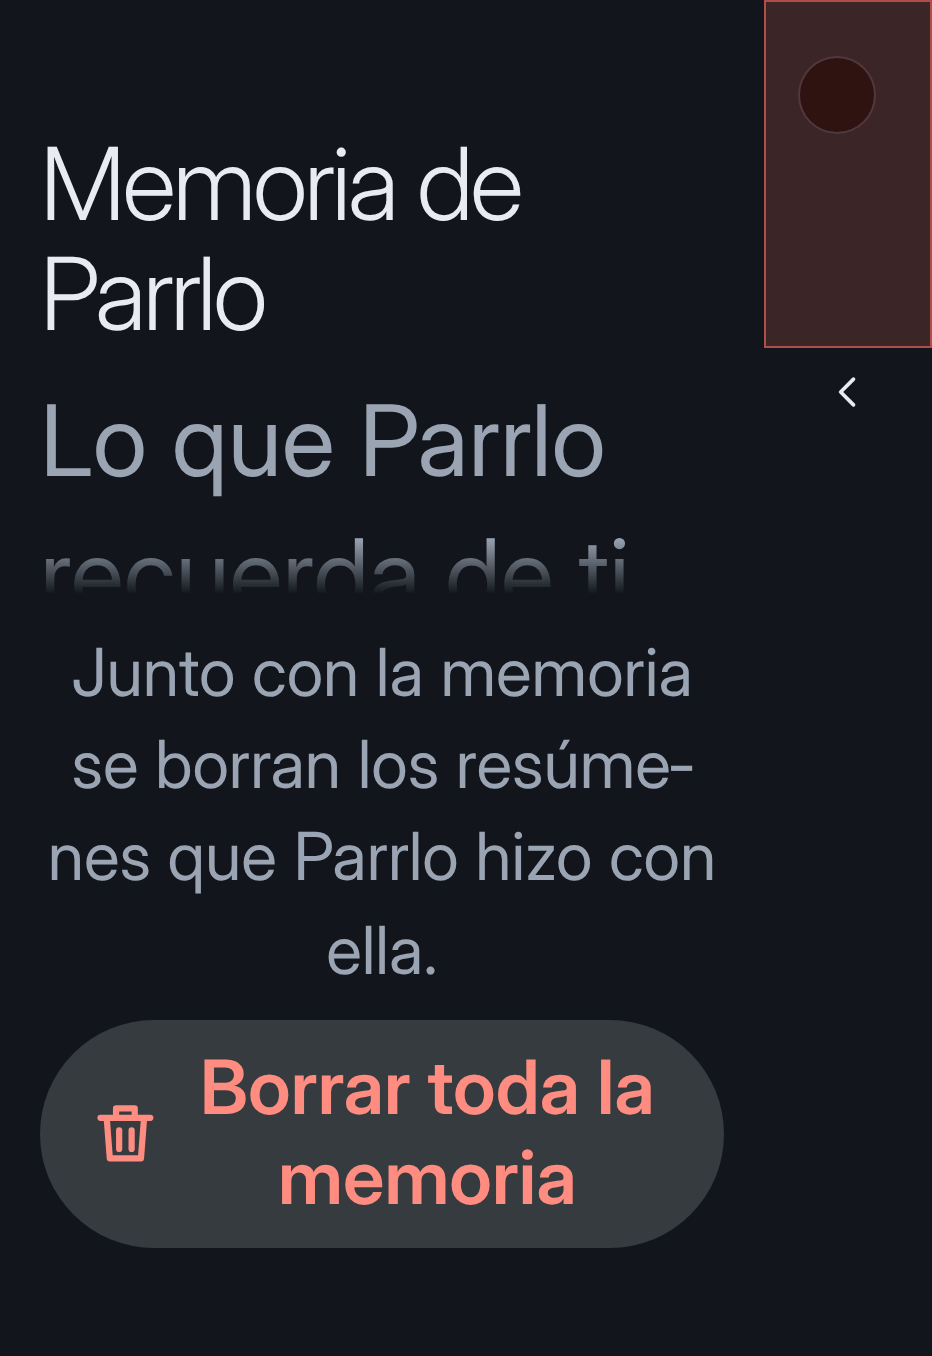 Memoria de
Parrlo
Lo que Parrlo
recuerda de ti
Junto con la memoria
se borran los resúme-
nes que Parrlo hizo con
ella.
Borrar toda la
memoria